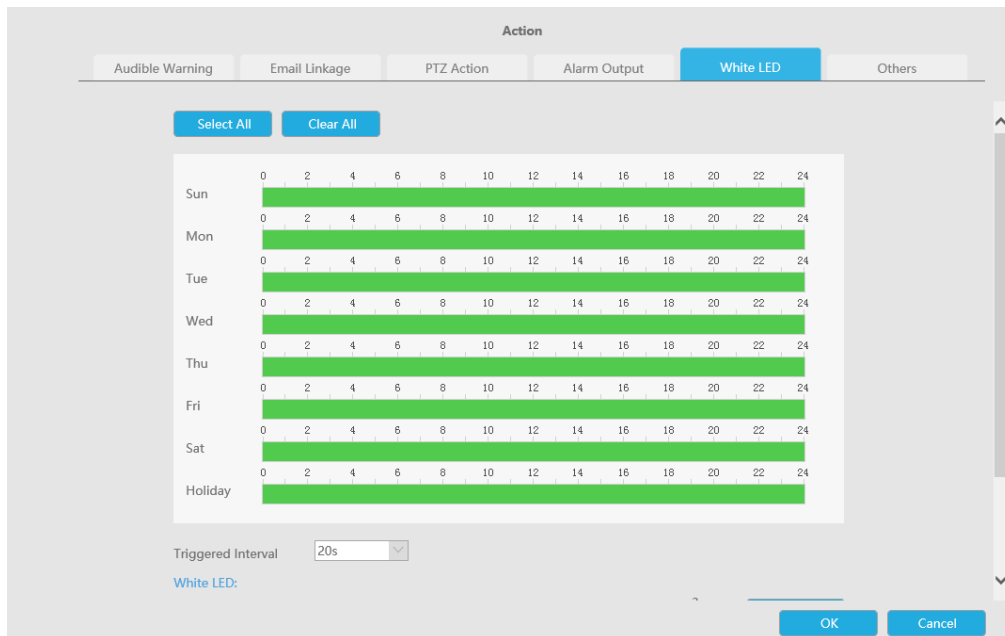 Action
Audible Warning Email Linkage PTZ Action Alarm Output White LED Others
Select All Clear All
0 2 4 6 8 10 12 14 16 18 20 22 24
Sun
0 2 4 6 8 10 12 14 16 18 20 22 24
Mon
0 2 4 6 8 10 12 14 16 18 20 22 24
Tue
0 2 4 6 8 10 12 14 16 18 20 22 24
Wed
0 2 4 6 8 10 12 14 16 18 20 22 24
Thu
0 2 4 6 8 10 12 14 16 18 20 22 24
Fri
0 2 4 6 8 10 12 14 16 18 20 22 24
Sat
0 2 4 6 8 10 12 14 16 18 20 22 24
Holiday
Triggered Interval 20s
White LED:
OK Cancel